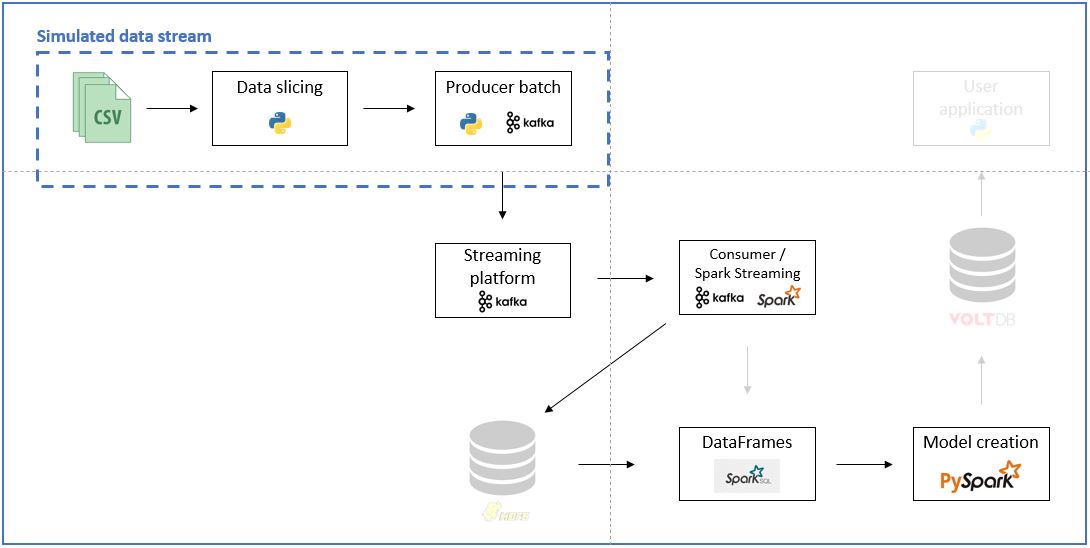 Simulated data stream
CSV
Data slicing
Producer batch
kafka
User
application
Streaming
platform
kafka
Consumer /
Spark Streaming
kafka
Spark
VOLTDB
DataFrames
Spark SQL
Model creation
PySpark
HDFS